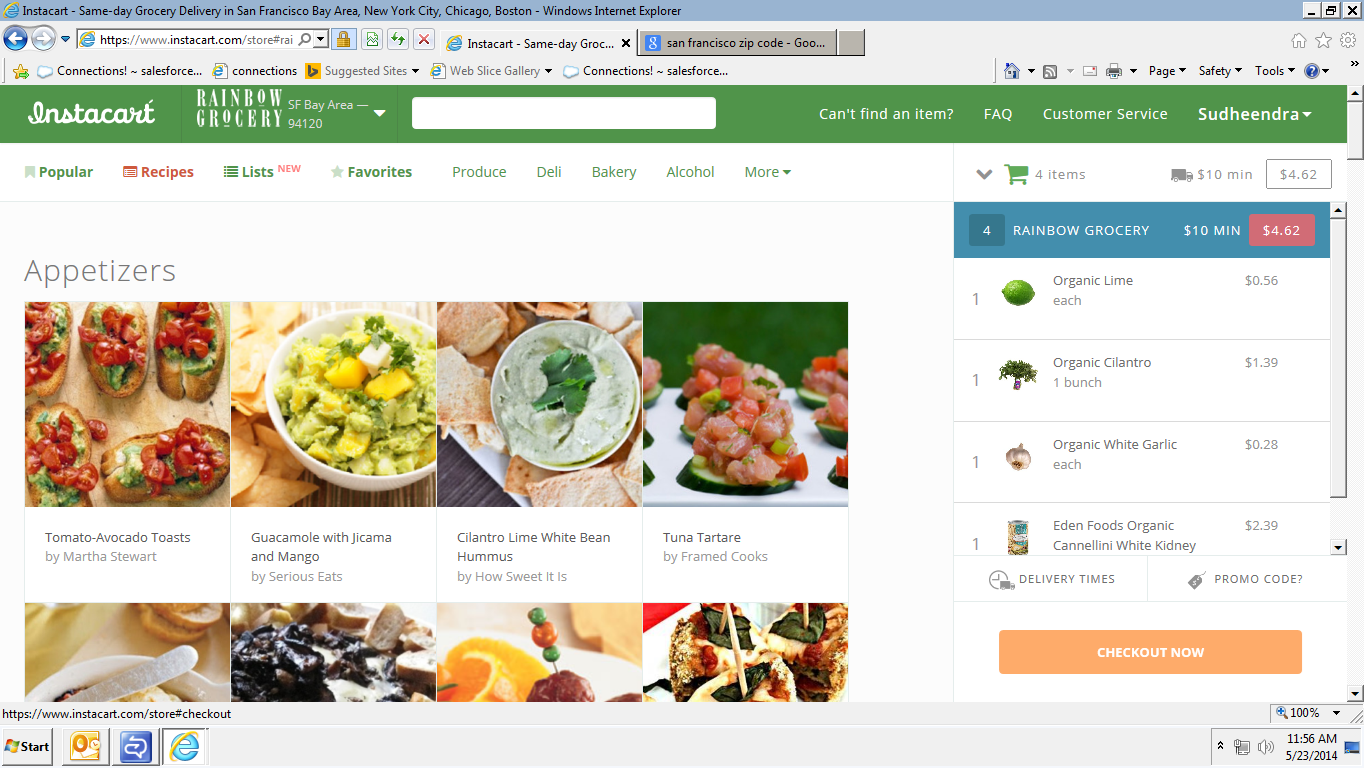 Instacart - Same-day Grocery Delivery in San Francisco Bay Area, New York City, Chicago, Boston - Windows Internet Explorer
https://www.instacart.com/store#rai
Instacart - Same-day Groc...
san francisco zip code - Goo...
Connections! ~ salesforce...
connections
Suggested Sites
Web Slice Gallery
Connections! ~ salesforce...
Page
Safety
Tools
»
Instacart
RAINBOW GROCERY
SF Bay Area — 94120
Can't find an item?
FAQ
Customer Service
Sudheendra
Popular
Recipes
Lists NEW
Favorites
Produce
Deli
Bakery
Alcohol
More
4 items
$10 min
$4.62
4 RAINBOW GROCERY $10 MIN $4.62
Appetizers
1 Organic Lime $0.56
each
1 Organic Cilantro $1.39
1 bunch
1 Organic White Garlic $0.28
each
1 Eden Foods Organic $2.39
Cannellini White Kidney
Tomato-Avocado Toasts
by Martha Stewart
Guacamole with Jicama
and Mango
by Serious Eats
Cilantro Lime White Bean
Hummus
by How Sweet It Is
Tuna Tartare
by Framed Cooks
DELIVERY TIMES
PROMO CODE?
CHECKOUT NOW
https://www.instacart.com/store#checkout
100%
Start
11:56 AM
5/23/2014